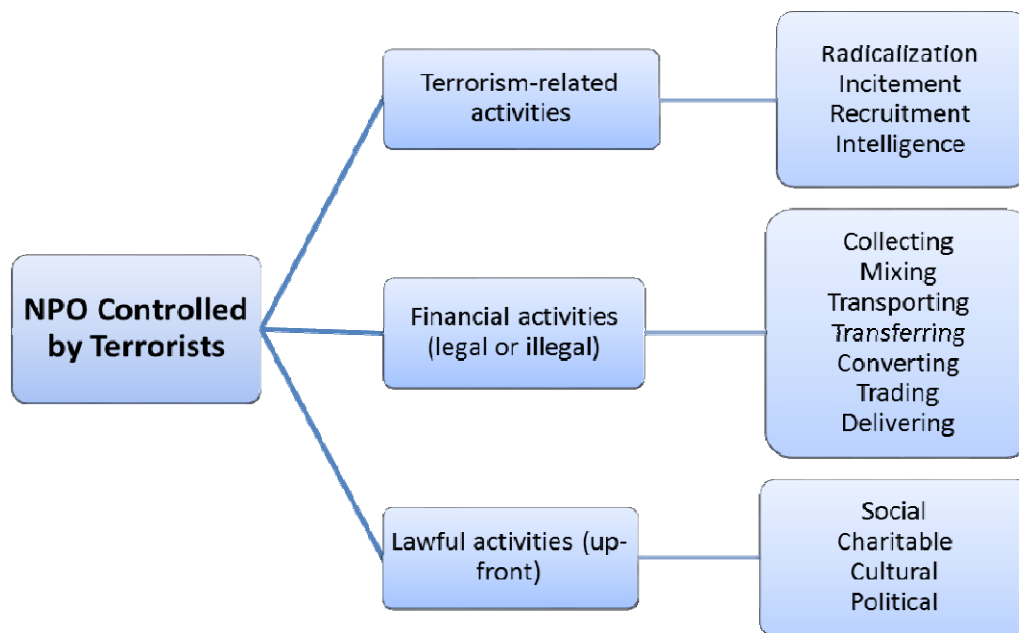 NPO Controlled
by Terrorists
Terrorism-related
activities
Radicalization
Incitement
Recruitment
Intelligence
Financial activities
(legal or illegal)
Collecting
Mixing
Transporting
Transferring
Converting
Trading
Delivering
Lawful activities (up-
front)
Social
Charitable
Cultural
Political